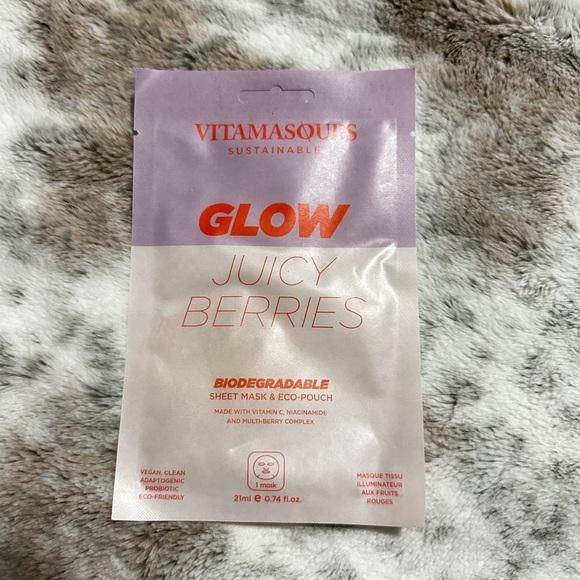 VITAMASQUES
SUSTAINABLE
GLOW
JUICY
BERRIES
BIODEGRADABLE
SHEET MASK & ECO-POUCH
MADE WITH VITAMIN C, NIACINAMIDE
AND MULTI-BERRY COMPLEX
VEGAN, CLEAN
ADAPTOGENIC
PROBIOTIC
ECO-FRIENDLY
1 mask
21ml e 0.74 fl.oz.
MASQUE TISSU
ILLUMINATEUR
AUX FRUITS
ROUGES